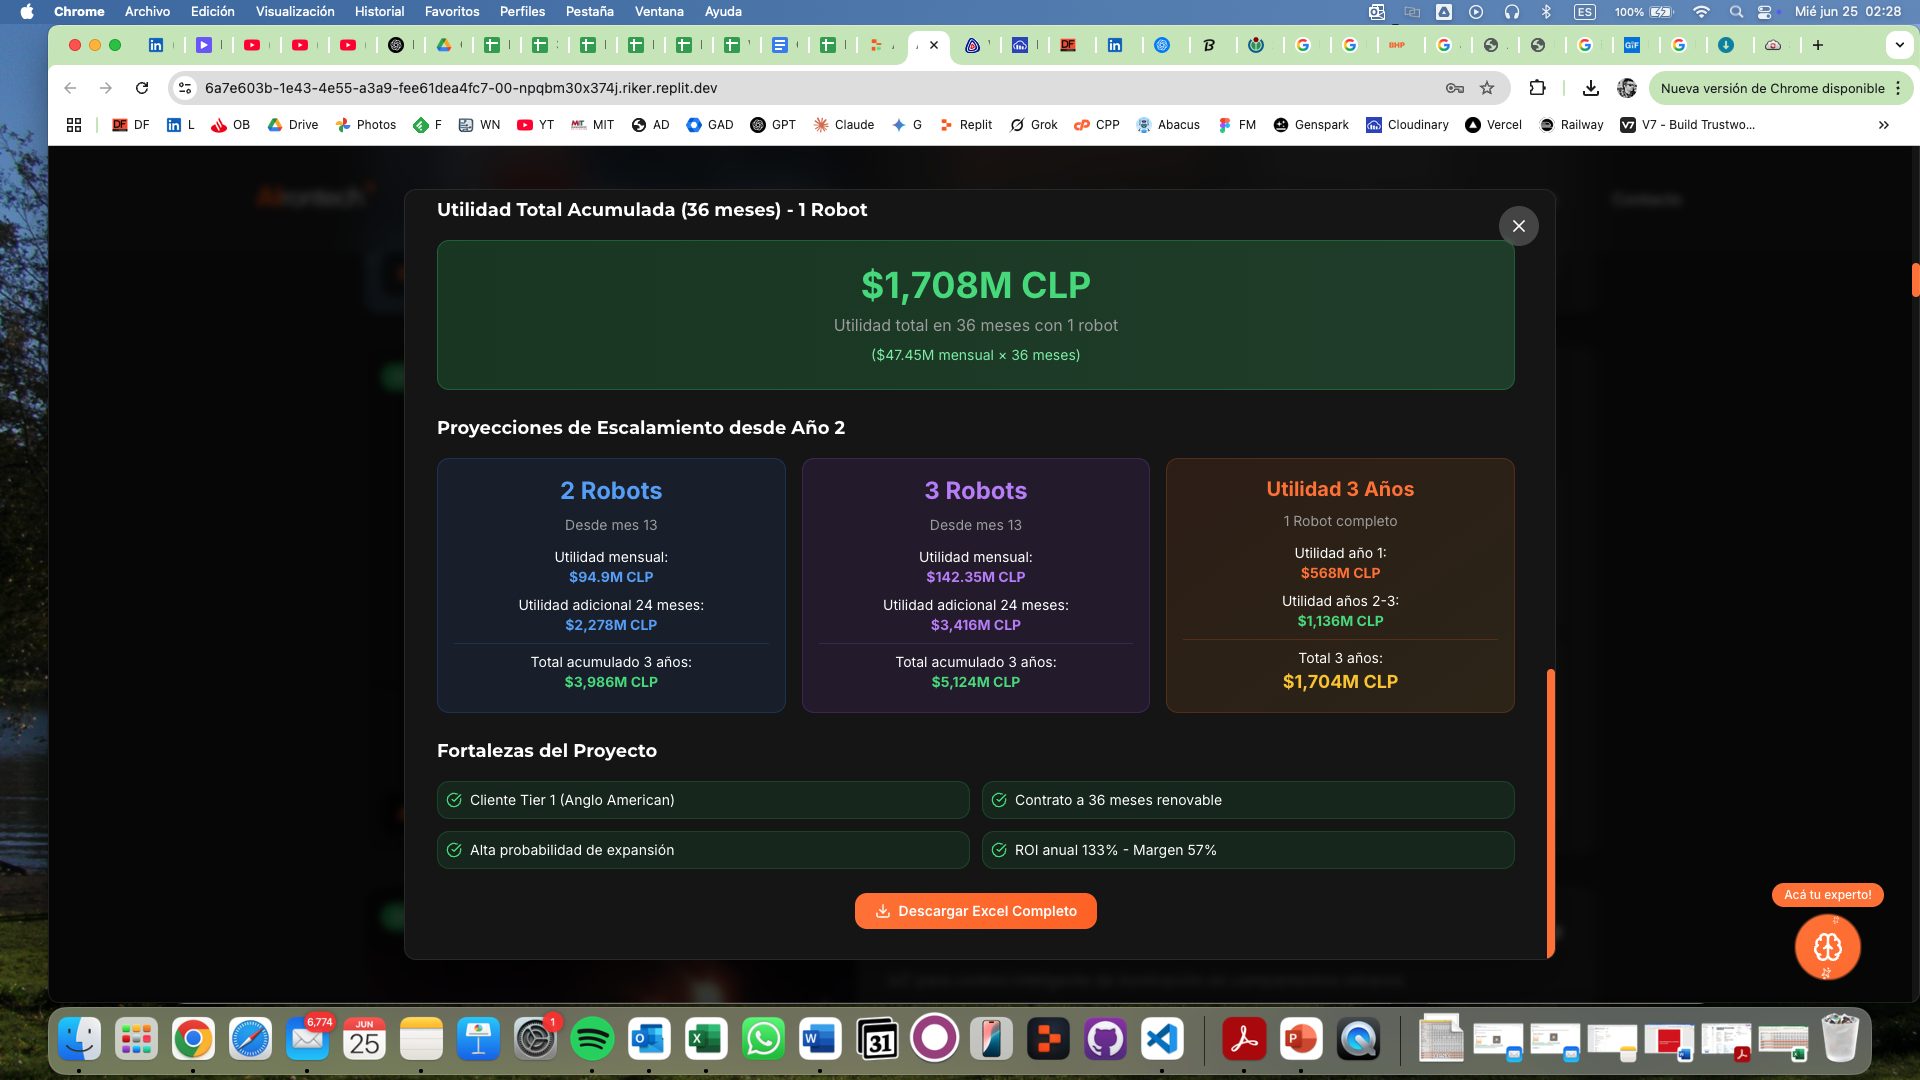 Chrome Archivo Edición Visualización Historial Favoritos Perfiles Pestaña Ventana Ayuda
ES 100% Mié jun 25 02:28
6a7e603b-1e43-4e55-a3a9-fee61dea4fc7-00-npqbm30x374j.riker.replit.dev
Nueva versión de Chrome disponible
DF L OB Drive Photos F WN YT MIT AD GAD GPT Claude G Replit Grok CPP Abacus FM Genspark Cloudinary Vercel Railway V7 - Build Trustwo...
Contacto
Utilidad Total Acumulada (36 meses) - 1 Robot
$1,708M CLP
Utilidad total en 36 meses con 1 robot
($47.45M mensual × 36 meses)
Proyecciones de Escalamiento desde Año 2
2 Robots
Desde mes 13
Utilidad mensual:
$94.9M CLP
Utilidad adicional 24 meses:
$2,278M CLP
Total acumulado 3 años:
$3,986M CLP
3 Robots
Desde mes 13
Utilidad mensual:
$142.35M CLP
Utilidad adicional 24 meses:
$3,416M CLP
Total acumulado 3 años:
$5,124M CLP
Utilidad 3 Años
1 Robot completo
Utilidad año 1:
$568M CLP
Utilidad años 2-3:
$1,136M CLP
Total 3 años:
$1,704M CLP
Fortalezas del Proyecto
Cliente Tier 1 (Anglo American)
Contrato a 36 meses renovable
Alta probabilidad de expansión
ROI anual 133% - Margen 57%
Descargar Excel Completo
Acá tu experto!
6,774
JUN
25
1
31